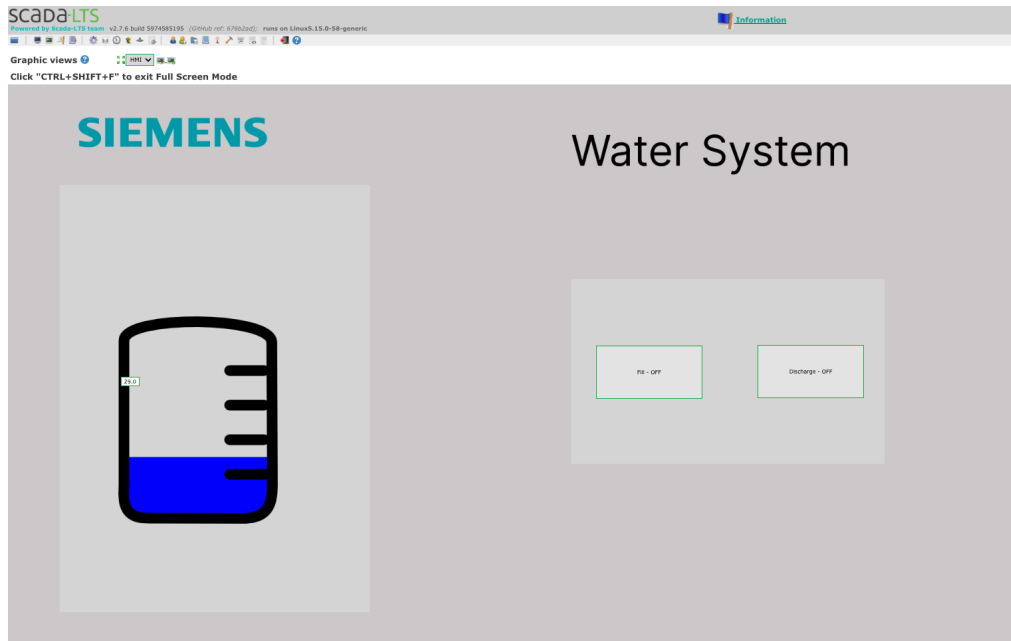 scada-LTS
Powered by Scada-LTS team v2.7.6 build 5974585195 (GitHub ref: 676b2ad); runs on Linux5.15.0-58-generic
Information
Graphic views
HMI
Click "CTRL+SHIFT+F" to exit Full Screen Mode
SIEMENS
Water System
29.0
Fill - OFF
Discharge - OFF